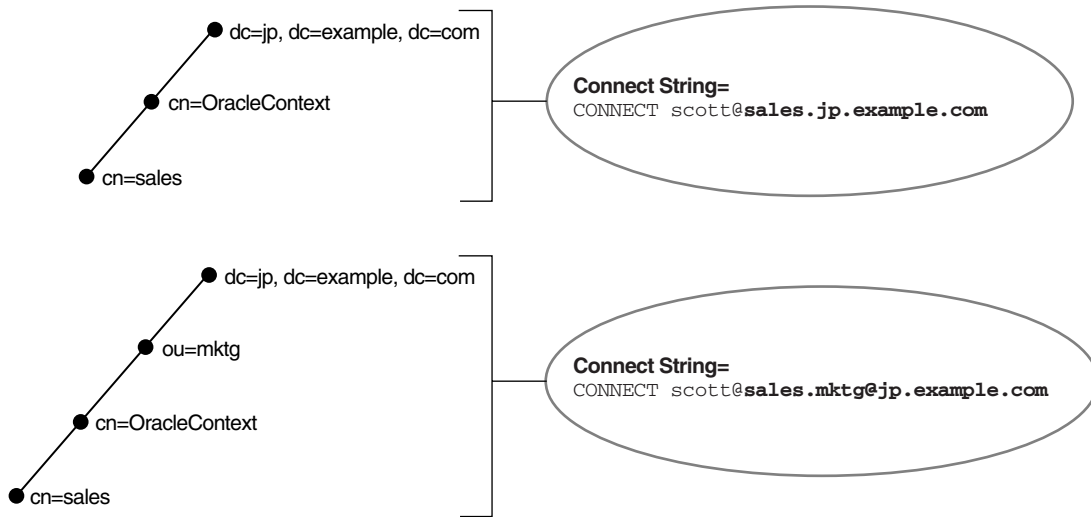 dc=jp, dc=example, dc=com
cn=OracleContext
cn=sales
Connect String=
CONNECT scott@sales.jp.example.com
dc=jp, dc=example, dc=com
ou=mktg
cn=OracleContext
cn=sales
Connect String=
CONNECT scott@sales.mktg@jp.example.com